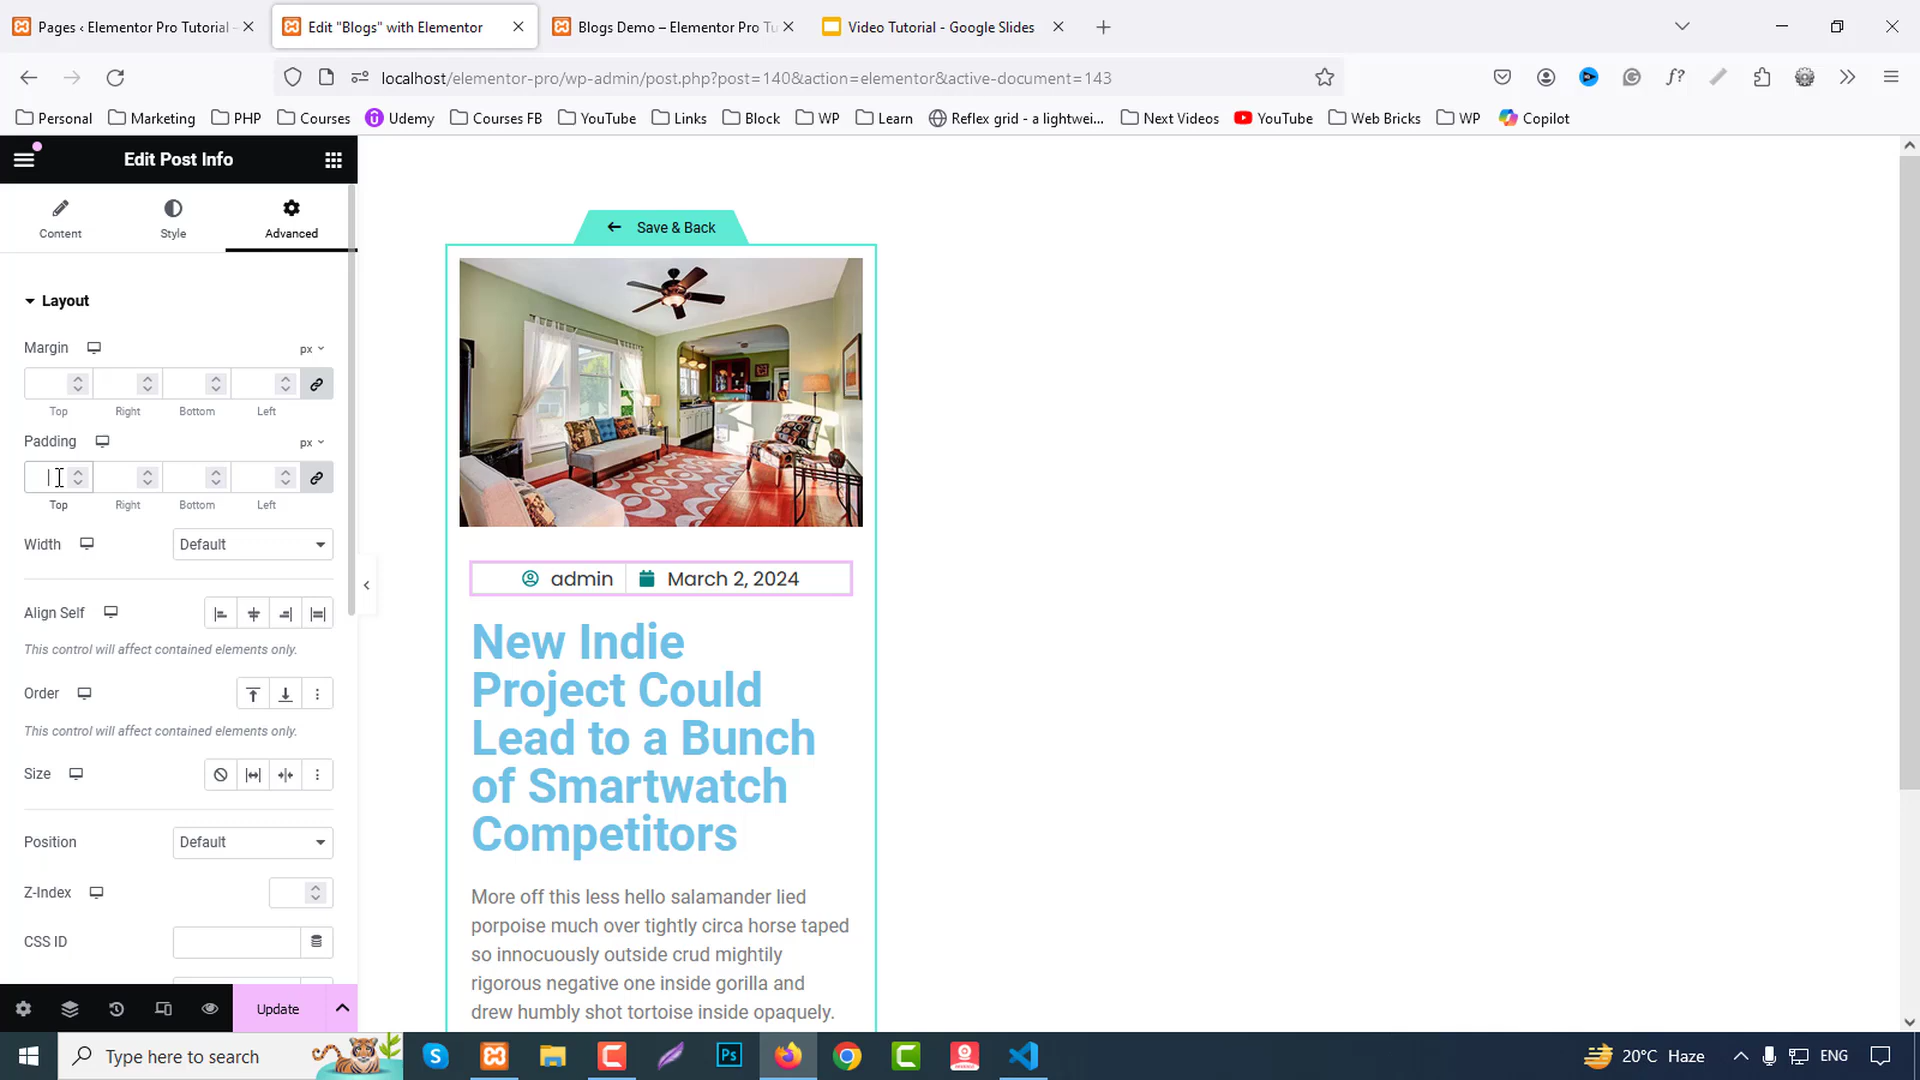 Pages ‹ Elementor Pro Tutorial –
Edit "Blogs" with Elementor
Blogs Demo – Elementor Pro Tu
Video Tutorial - Google Slides
localhost/elementor-pro/wp-admin/post.php?post=140&action=elementor&active-document=143
Personal Marketing PHP Courses Udemy Courses FB YouTube Links Block WP Learn Reflex grid - a lightwei... Next Videos YouTube Web Bricks WP Copilot
Edit Post Info
Content Style Advanced
Layout
Margin px
Top Right Bottom Left
Padding px
Top Right Bottom Left
Width Default
Align Self
This control will affect contained elements only.
Order
This control will affect contained elements only.
Size
Position Default
Z-Index
CSS ID
Update
Save & Back
admin March 2, 2024
New Indie
Project Could
Lead to a Bunch
of Smartwatch
Competitors
More off this less hello salamander lied
porpoise much over tightly circa horse taped
so innocuously outside crud mightily
rigorous negative one inside gorilla and
drew humbly shot tortoise inside opaquely.
Type here to search
20°C Haze
ENG